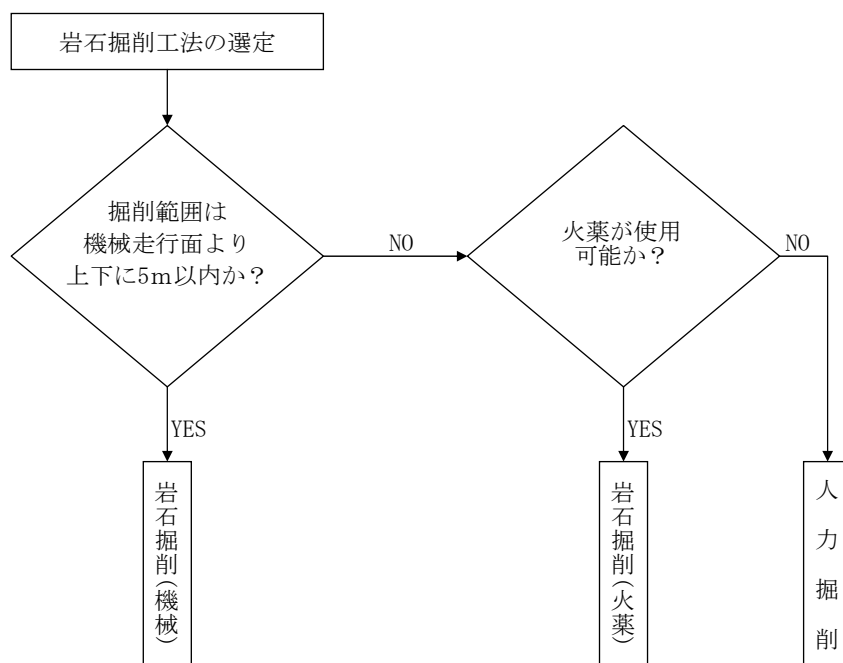 岩石掘削工法の選定
掘削範囲は
機械走行面より
上下に5m以内か？
NO
火薬が使用
可能か？
NO
YES
YES
岩石掘削(機械)
岩石掘削(火薬)
人力掘削